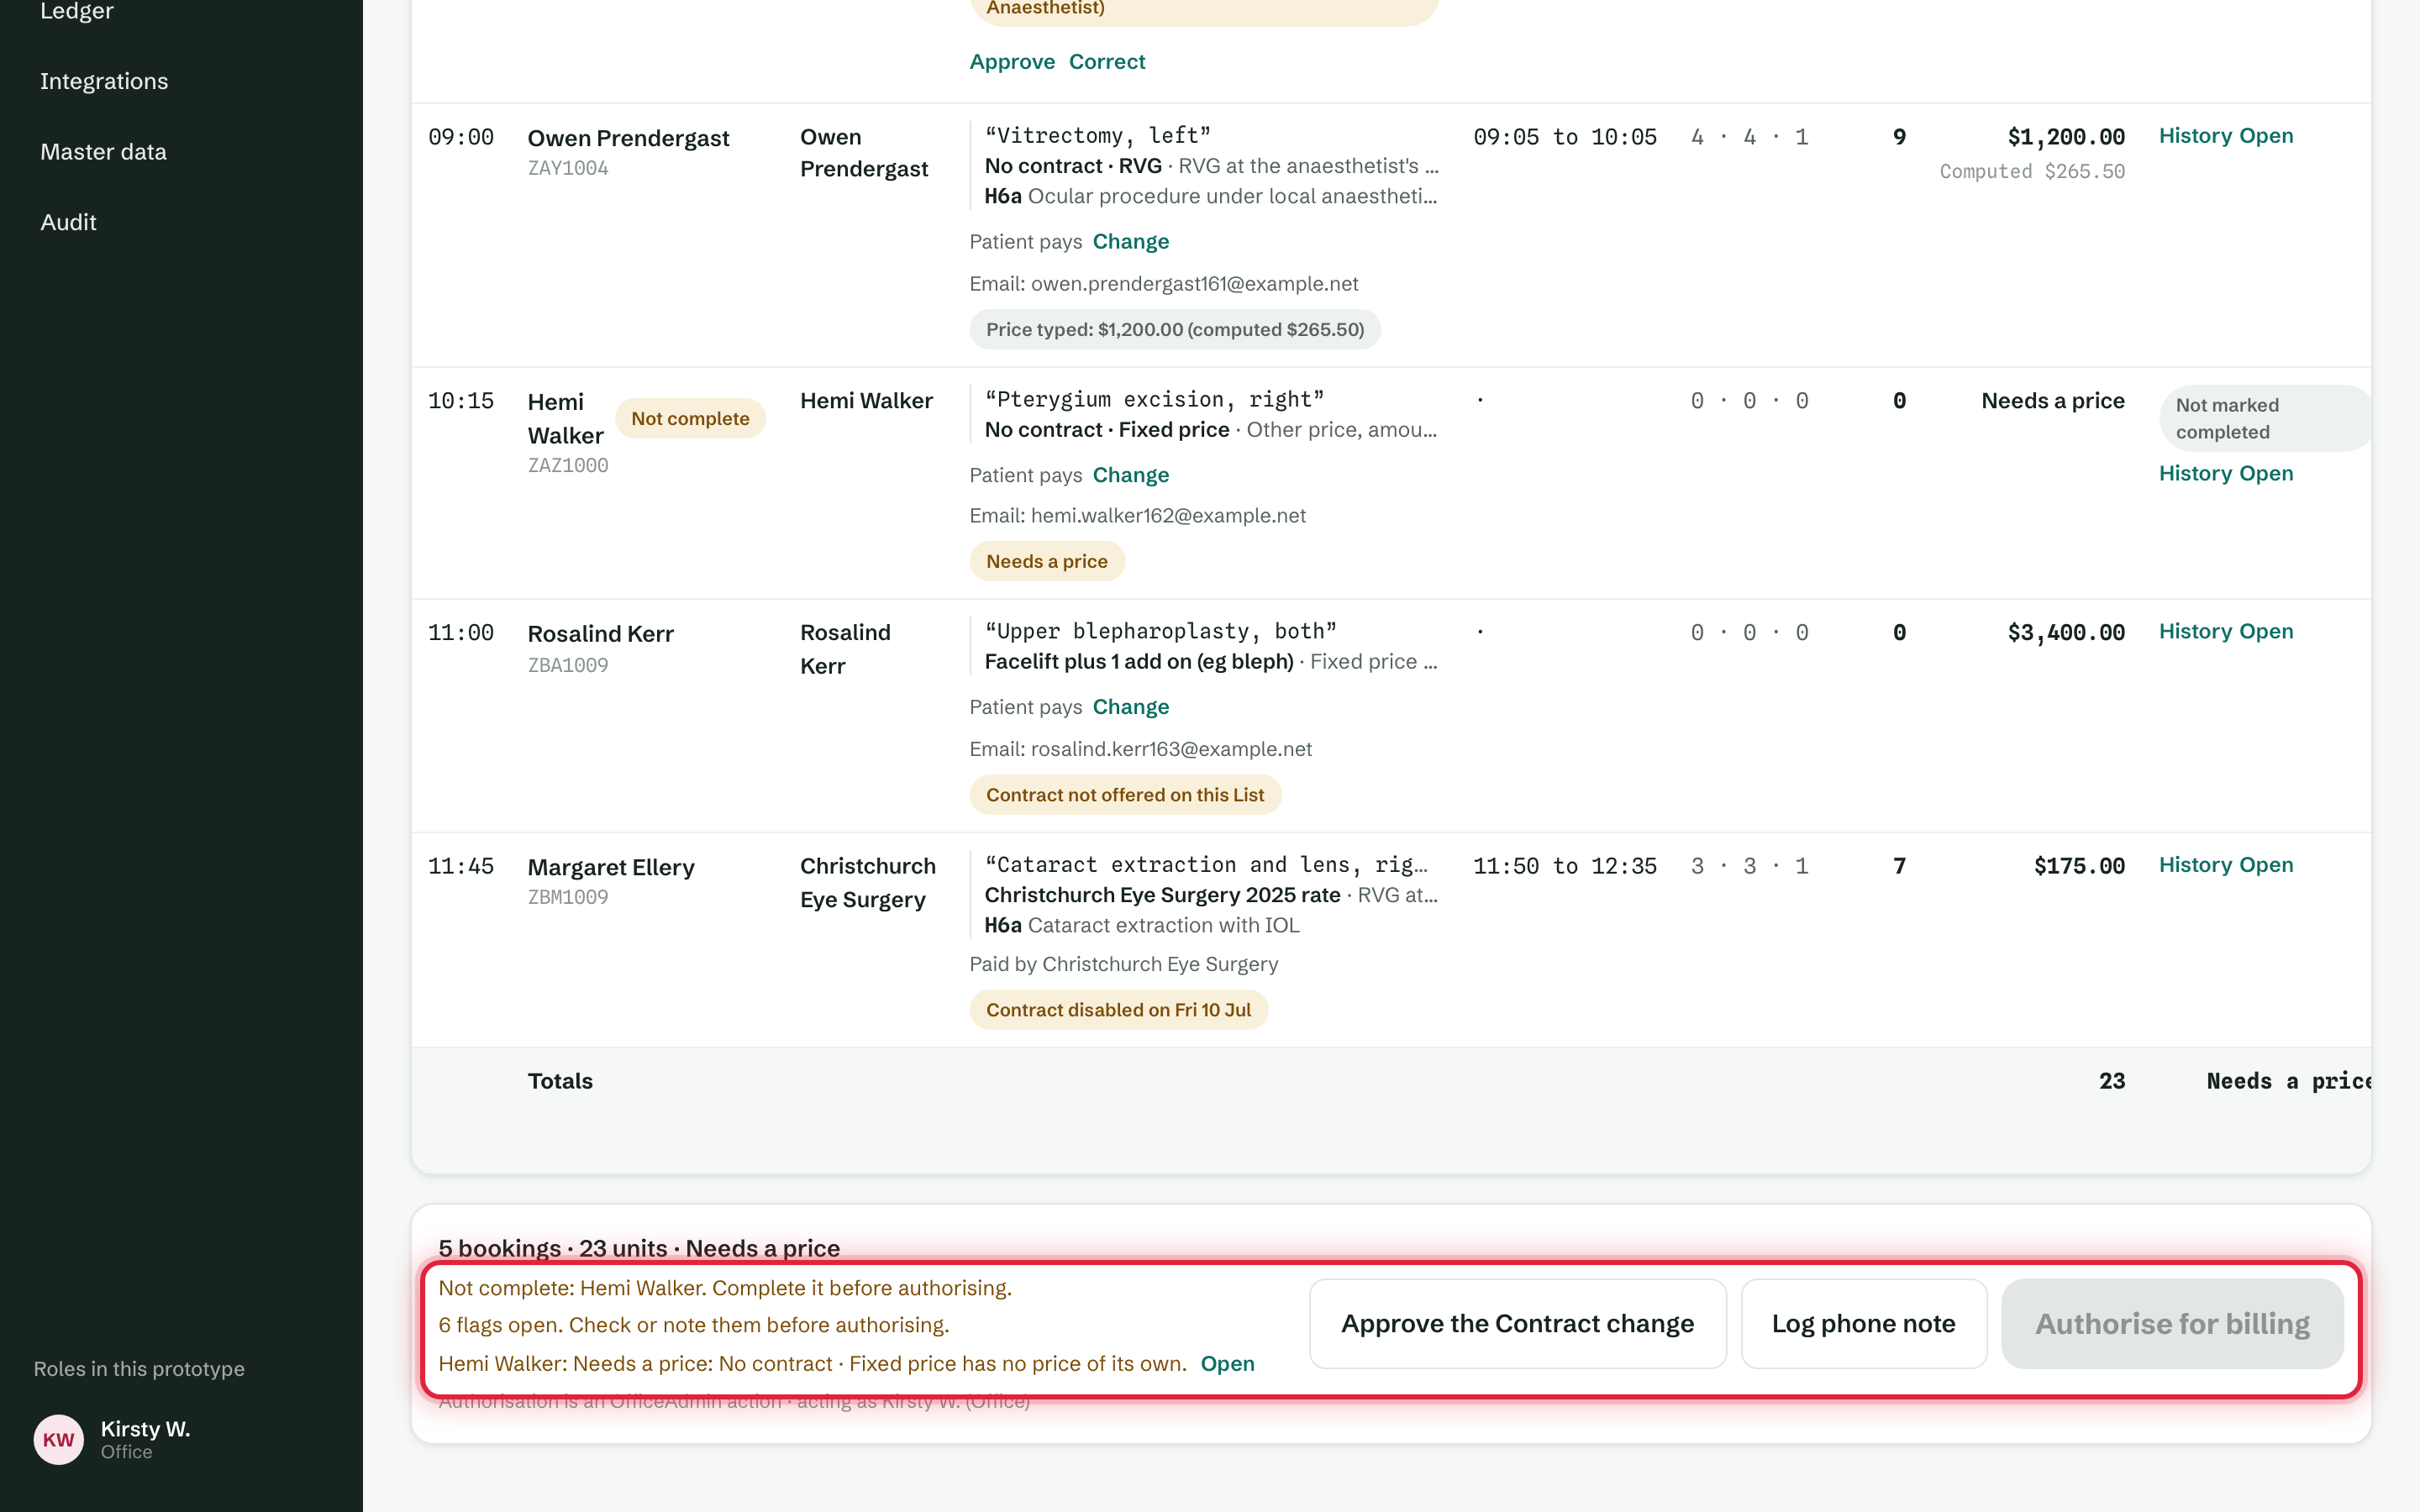 Ledger
Integrations
Master data
Audit
Roles in this prototype
KW
Kirsty W.
Office
Anaesthetist)
Approve Correct
09:00
Owen Prendergast
ZAY1004
Owen
Prendergast
“Vitrectomy, left”
No contract · RVG · RVG at the anaesthetist's ...
H6a Ocular procedure under local anaestheti...
Patient pays Change
Email: owen.prendergast161@example.net
Price typed: $1,200.00 (computed $265.50)
09:05 to 10:05
4 · 4 · 1
9
$1,200.00
Computed $265.50
History Open
10:15
Hemi
Walker
Not complete
ZAZ1000
Hemi Walker
“Pterygium excision, right”
No contract · Fixed price · Other price, amou...
Patient pays Change
Email: hemi.walker162@example.net
Needs a price
·
0 · 0 · 0
0
Needs a price
Not marked
completed
History Open
11:00
Rosalind Kerr
ZBA1009
Rosalind
Kerr
“Upper blepharoplasty, both”
Facelift plus 1 add on (eg bleph) · Fixed price ...
Patient pays Change
Email: rosalind.kerr163@example.net
Contract not offered on this List
·
0 · 0 · 0
0
$3,400.00
History Open
11:45
Margaret Ellery
ZBM1009
Christchurch
Eye Surgery
“Cataract extraction and lens, rig...
Christchurch Eye Surgery 2025 rate · RVG at...
H6a Cataract extraction with IOL
Paid by Christchurch Eye Surgery
Contract disabled on Fri 10 Jul
11:50 to 12:35
3 · 3 · 1
7
$175.00
History Open
Totals
23
Needs a price
5 bookings · 23 units · Needs a price
Not complete: Hemi Walker. Complete it before authorising.
6 flags open. Check or note them before authorising.
Hemi Walker: Needs a price: No contract · Fixed price has no price of its own. Open
Authorisation is an OfficeAdmin action · acting as Kirsty W. (Office)
Approve the Contract change
Log phone note
Authorise for billing